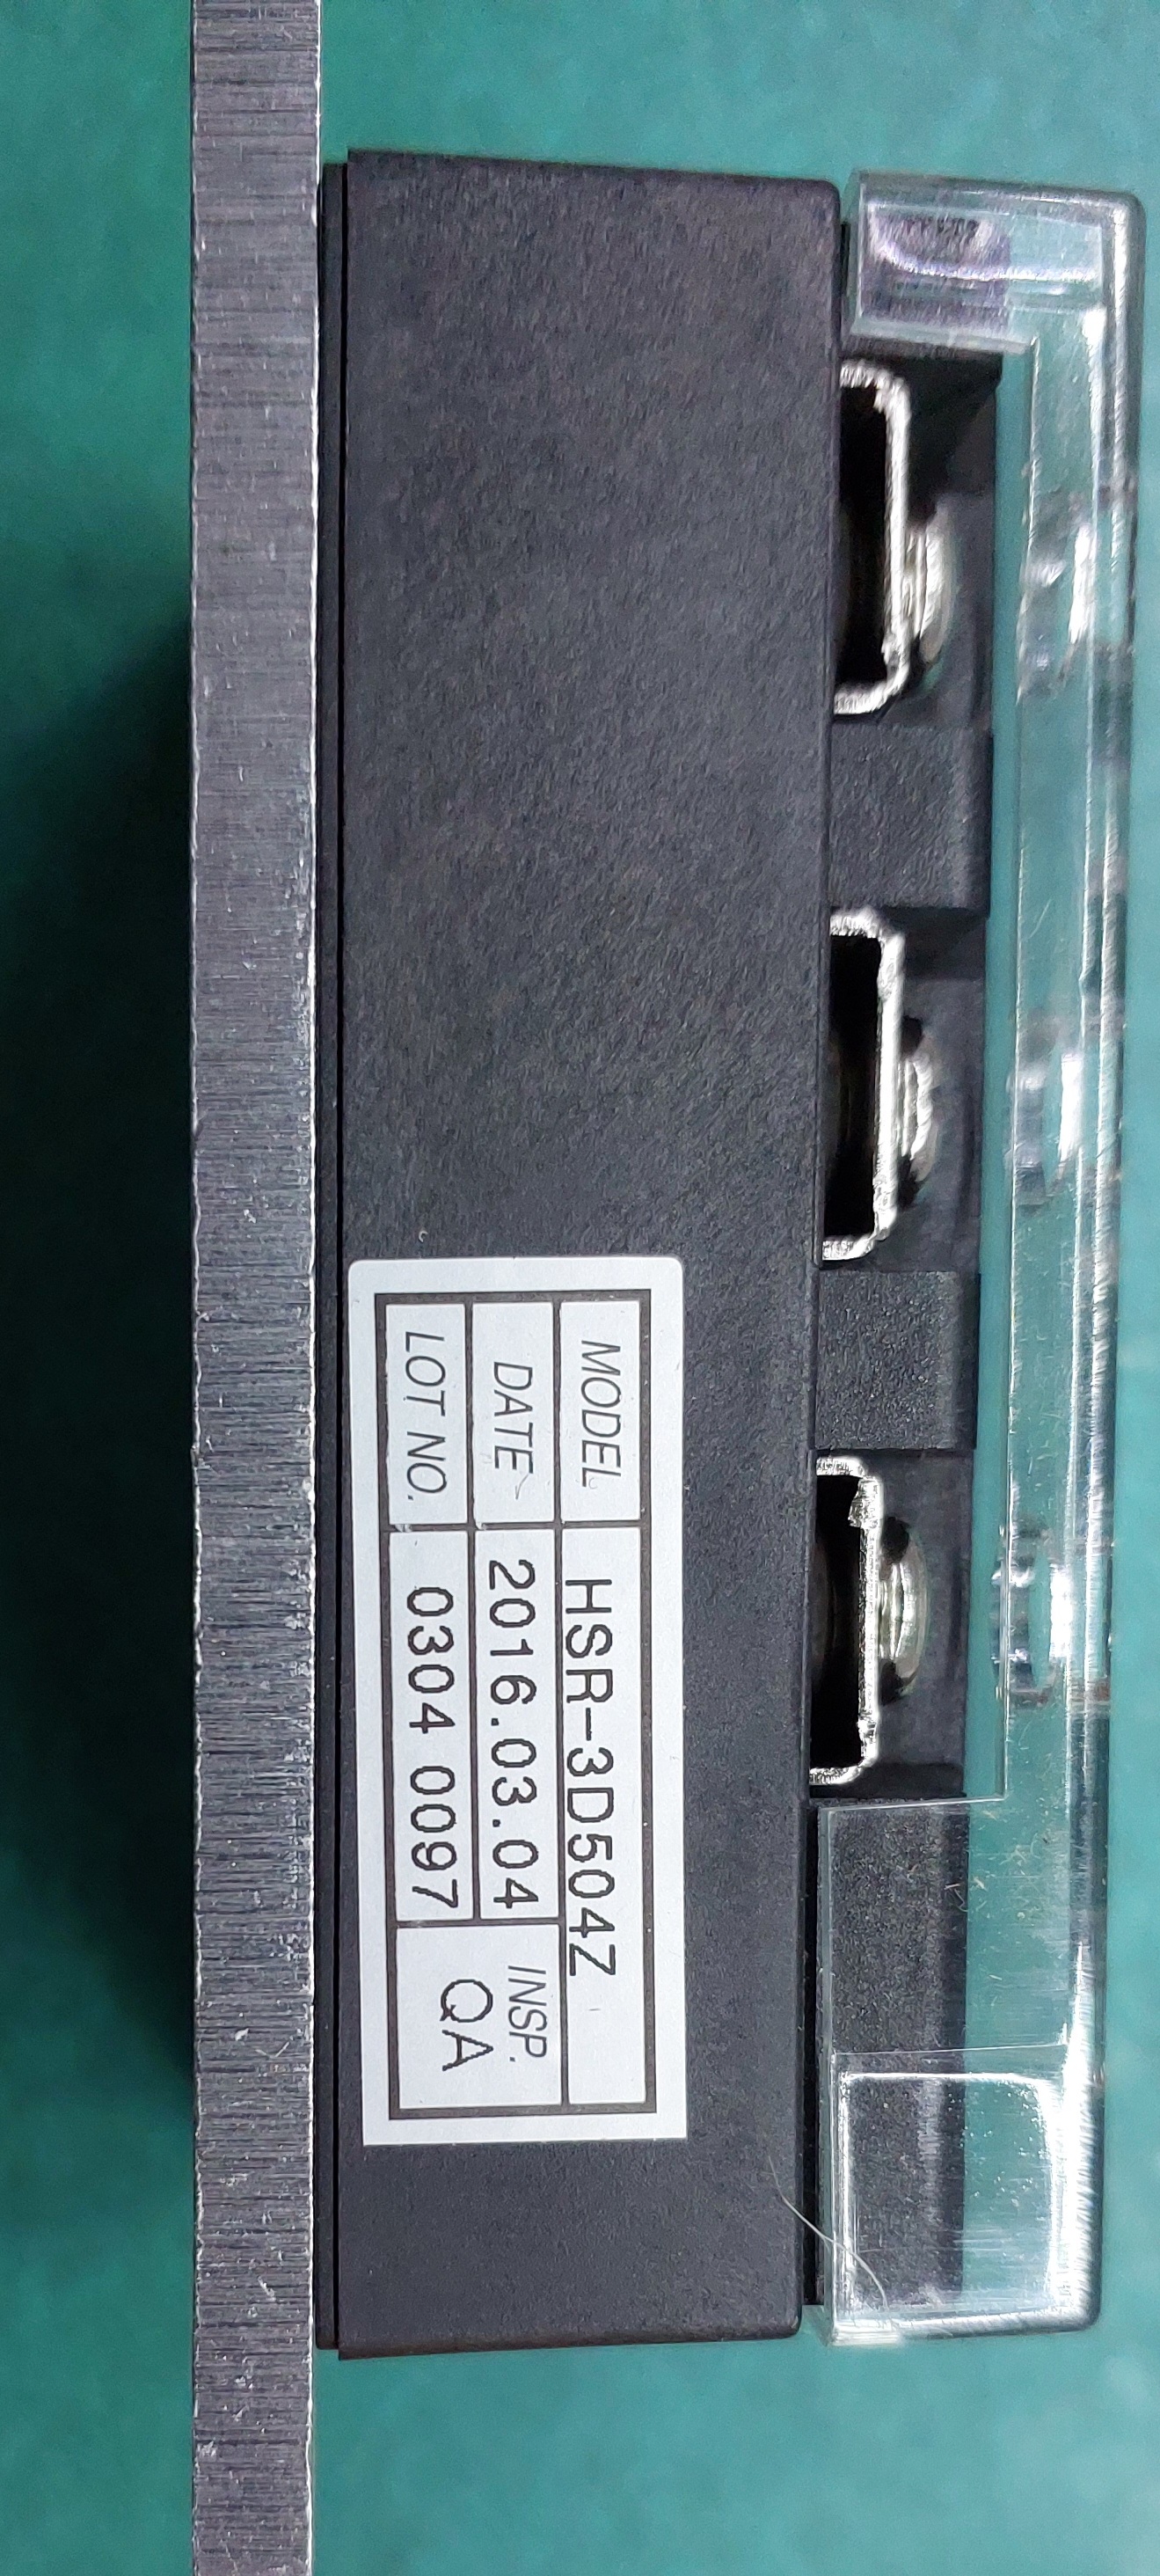 MODEL HSR-3D504Z
DATE 2016.03.04 INSP.
LOT NO. 0304 0097 QA